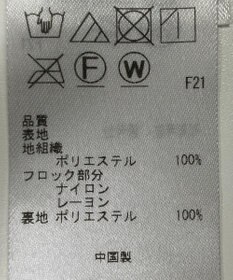 F
W
F21
品質
表地
地組織
ポリエステル 100%
フロック部分
ナイロン
レーヨン
裏地 ポリエステル 100%
中国製